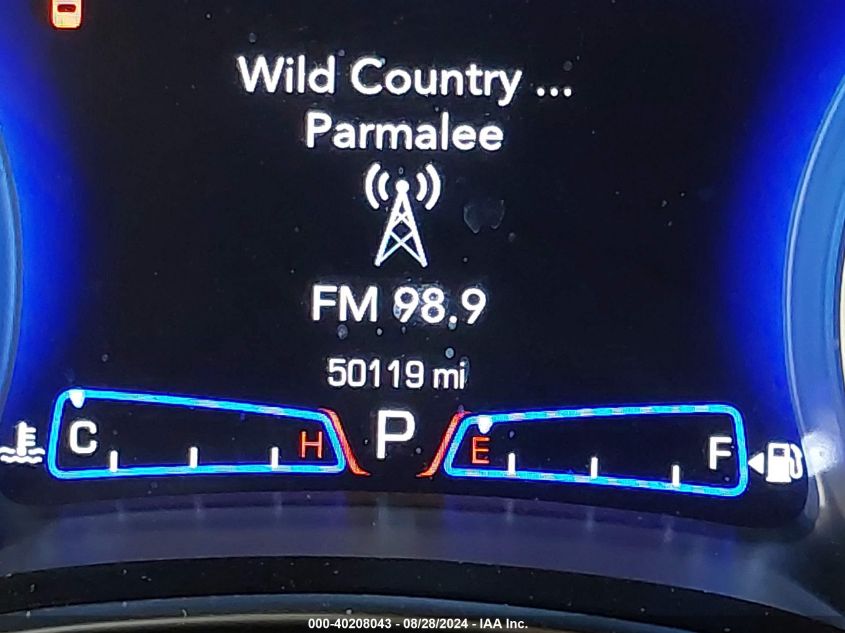 Wild Country ...
Parmalee
FM 98.9
50119 mi
C H P E F
000-40208043 - 08/28/2024 - IAA Inc.